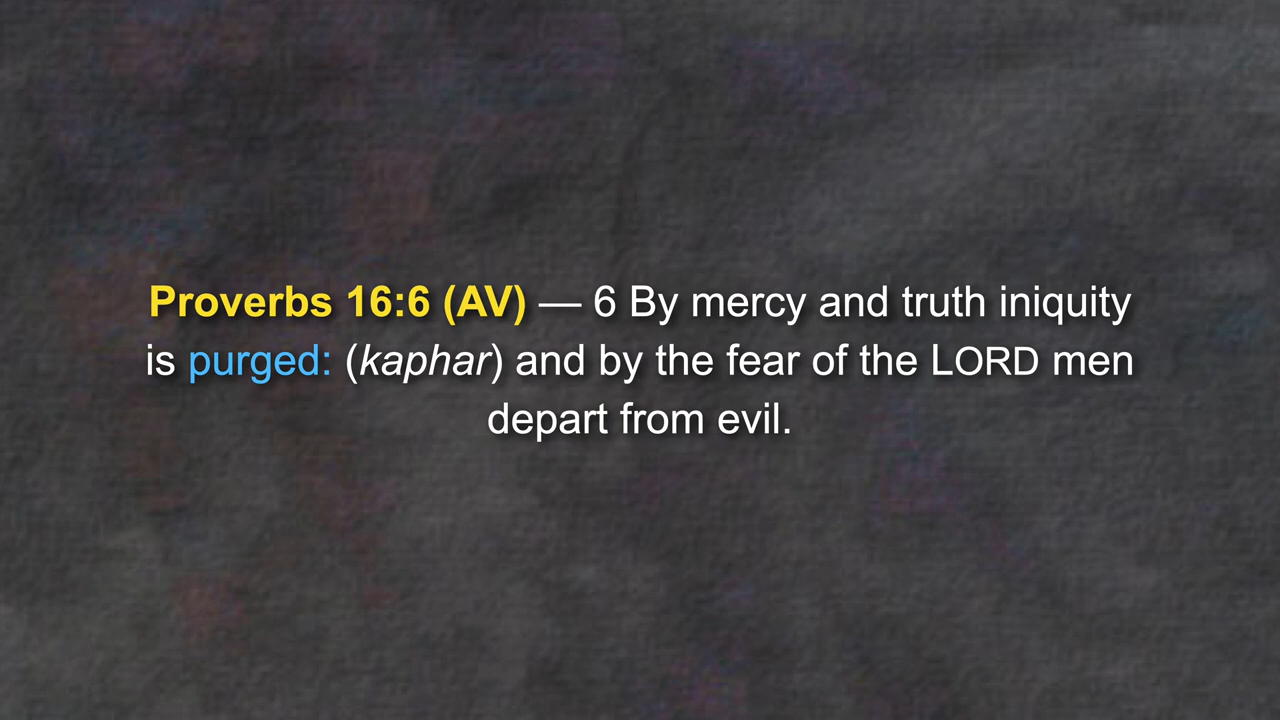 Proverbs 16:6 (AV) — 6 By mercy and truth iniquity
is purged: (kaphar) and by the fear of the LORD men
depart from evil.